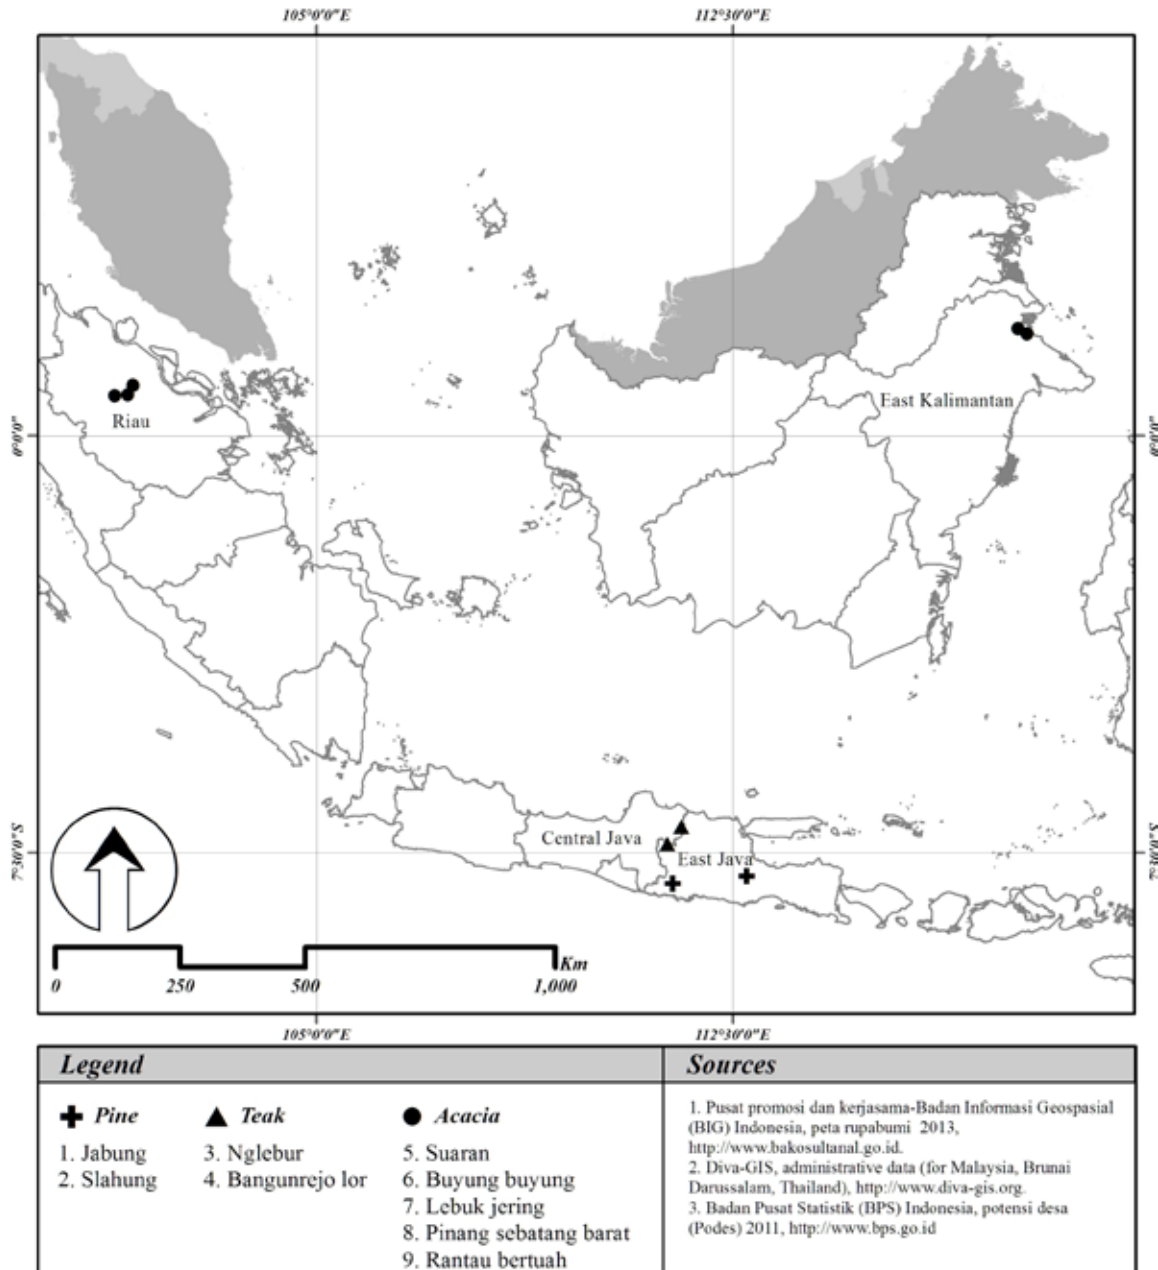 105°0'0"E 112°30'0"E
0°0'0" 0°0'0"
Riau
East Kalimantan
Central Java
East Java
7°30'0"S 7°30'0"S
Km
0 250 500 1,000
105°0'0"E 112°30'0"E
Legend
Pine
1. Jabung
2. Slahung
Teak
3. Nglebur
4. Bangunrejo lor
Acacia
5. Suaran
6. Buyung buyung
7. Lebuk jering
8. Pinang sebatang barat
9. Rantau bertuah
Sources
1. Pusat promosi dan kerjasama-Badan Informasi Geospasial
(BIG) Indonesia, peta rupabumi 2013,
http://www.bakosultanal.go.id.
2. Diva-GIS, administrative data (for Malaysia, Brunai
Darussalam, Thailand), http://www.diva-gis.org.
3. Badan Pusat Statistik (BPS) Indonesia, potensi desa
(Podes) 2011, http://www.bps.go.id